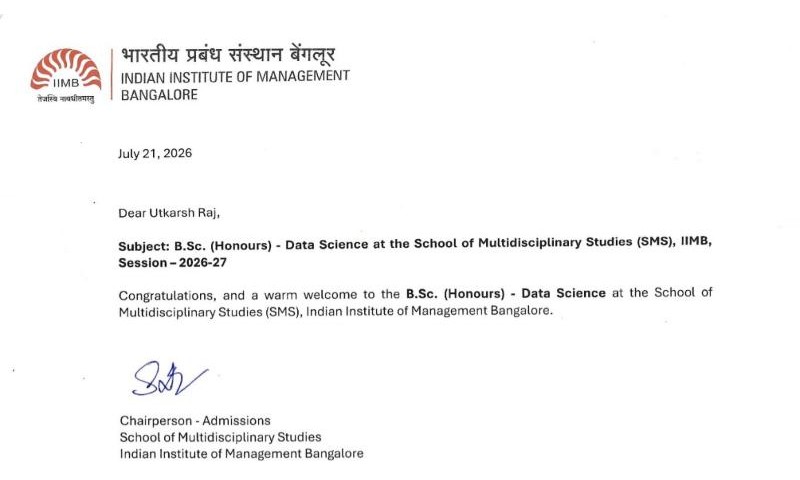 भारतीय प्रबंध संस्थान बेंगलूर
INDIAN INSTITUTE OF MANAGEMENT
BANGALORE
IIMB
तेजस्वि नावधीतमस्तु
July 21, 2026
Dear Utkarsh Raj,
Subject: B.Sc. (Honours) - Data Science at the School of Multidisciplinary Studies (SMS), IIMB,
Session – 2026-27
Congratulations, and a warm welcome to the B.Sc. (Honours) - Data Science at the School of
Multidisciplinary Studies (SMS), Indian Institute of Management Bangalore.
Chairperson - Admissions
School of Multidisciplinary Studies
Indian Institute of Management Bangalore